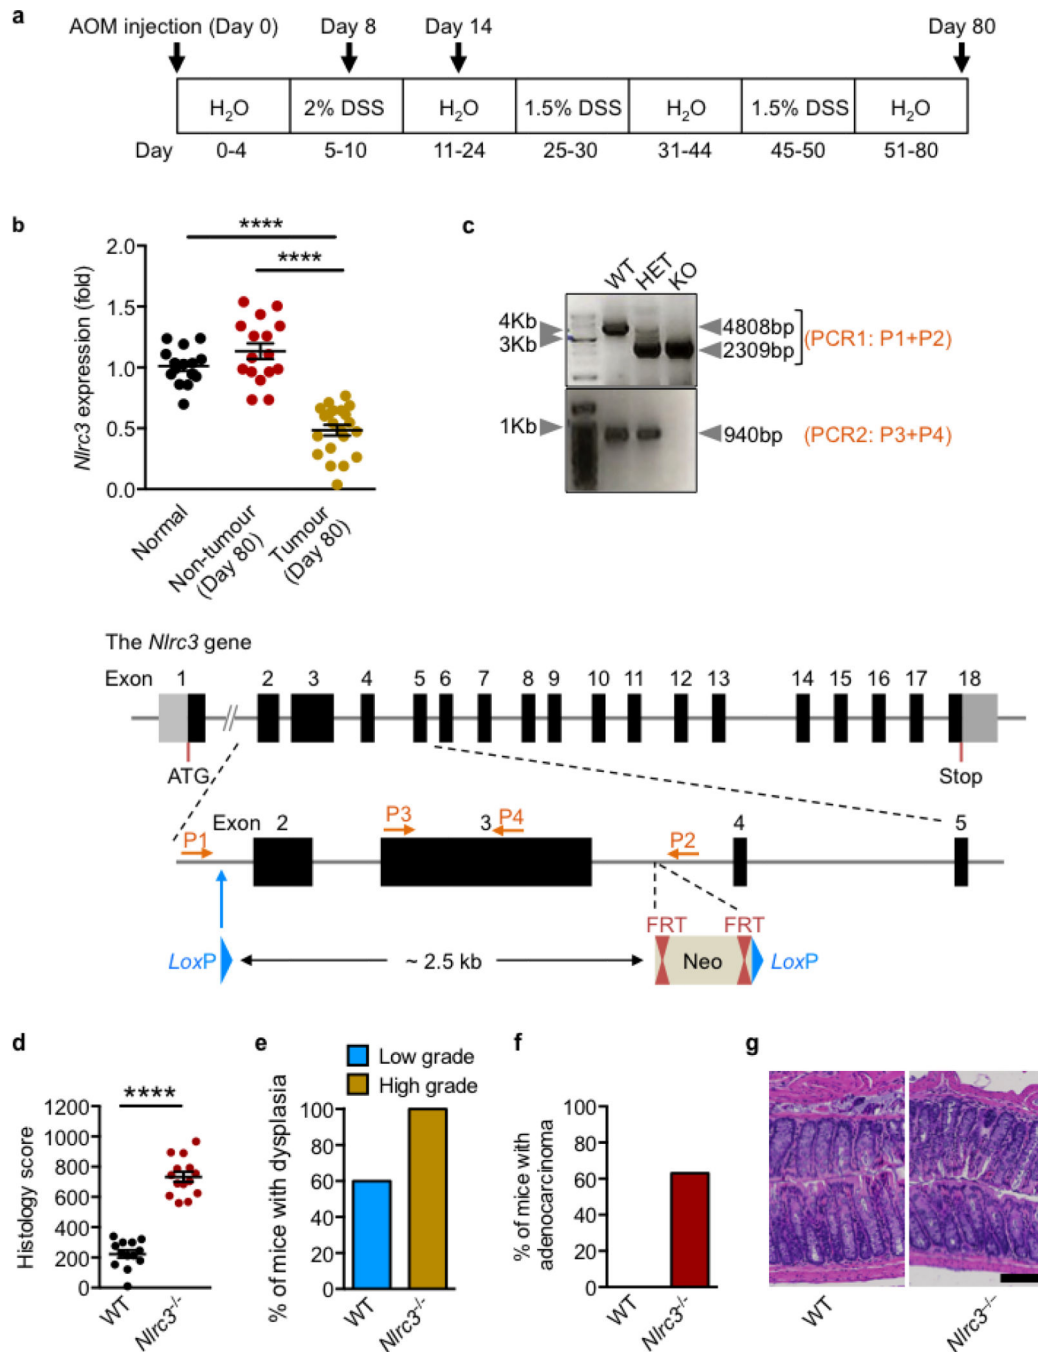 a
AOM injection (Day 0) Day 8 Day 14 Day 80
H2O 2% DSS H2O 1.5% DSS H2O 1.5% DSS H2O
Day 0-4 5-10 11-24 25-30 31-44 45-50 51-80
b
****
****
Nlrc3 expression (fold)
2.0
1.5
1.0
0.5
0.0
Normal
Non-tumour (Day 80)
Tumour (Day 80)
c
WT HET KO
4Kb
3Kb
4808bp
2309bp
(PCR1: P1+P2)
1Kb
940bp
(PCR2: P3+P4)
The Nlrc3 gene
Exon 1 2 3 4 5 6 7 8 9 10 11 12 13 14 15 16 17 18
ATG Stop
Exon 2 3 4 5
P1 P3 P4 P2
FRT FRT
LoxP ~ 2.5 kb Neo LoxP
d
****
Histology score
1200
1000
800
600
400
200
0
WT Nlrc3-/-
e
Low grade
High grade
% of mice with dysplasia
100
80
60
40
20
0
WT Nlrc3-/-
f
% of mice with adenocarcinoma
100
80
60
40
20
0
WT Nlrc3-/-
g
WT Nlrc3-/-